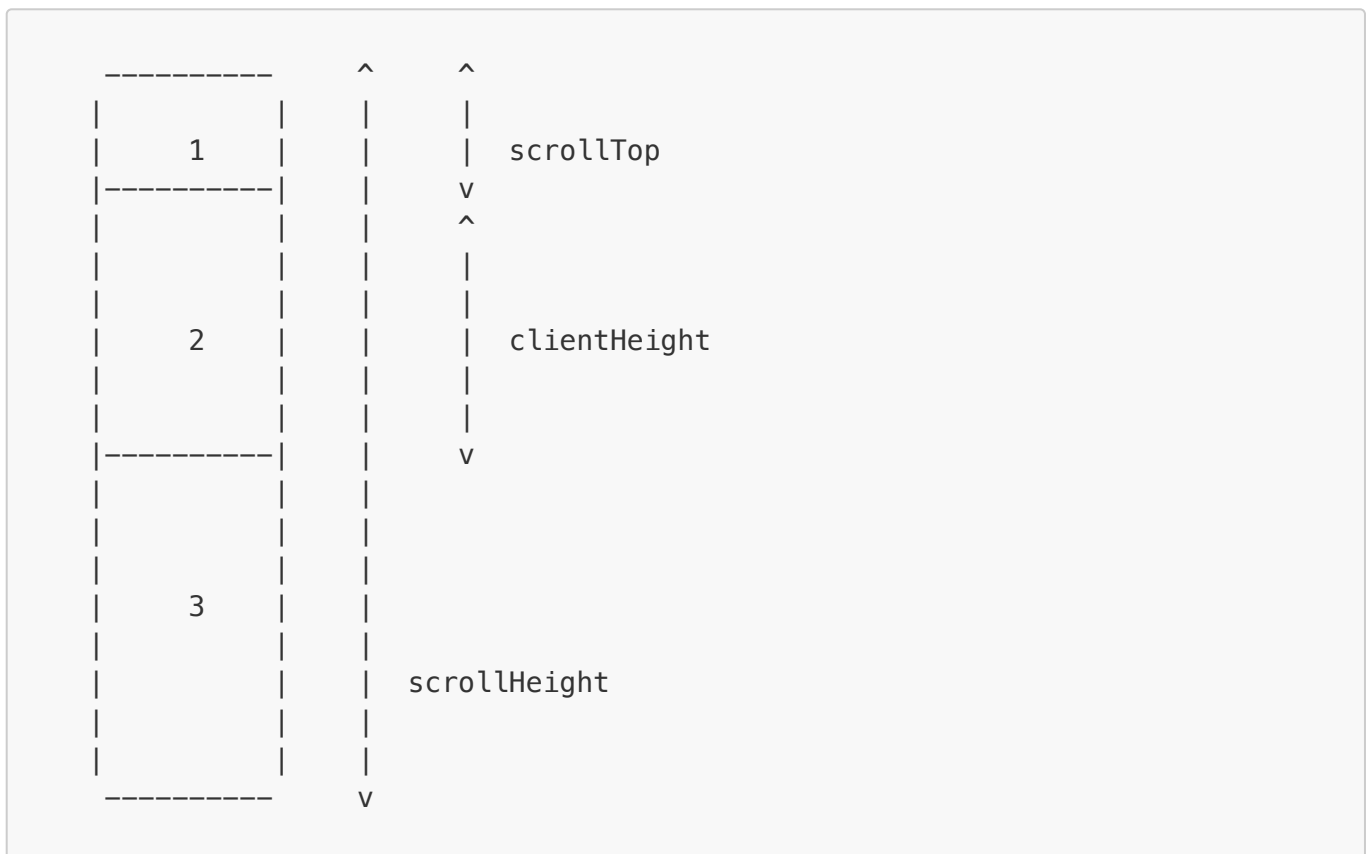 ----------     ^     ^
|          |    |     |
|     1    |    |     |  scrollTop
|----------|    |     v
|          |    |     ^
|          |    |     |
|          |    |     |
|     2    |    |     |  clientHeight
|          |    |     |
|          |    |     |
|----------|    |     v
|          |    |
|          |    |
|          |    |
|     3    |    |
|          |    |
|          |    |  scrollHeight
|          |    |
|          |    |
----------     v